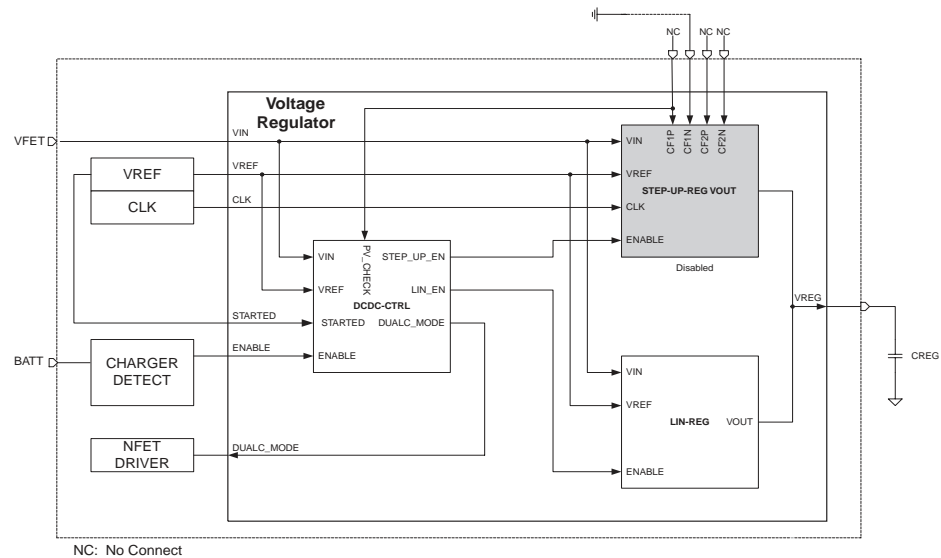 NC
NC NC
Voltage
Regulator
VFET
VIN
VREF
VREF
CLK
CLK
CF1P
CF1N
CF2P
CF2N
VIN
VREF
STEP-UP-REG VOUT
CLK
ENABLE
Disabled
PV_CHECK
VIN
STEP_UP_EN
VREF
LIN_EN
DCDC-CTRL
STARTED
STARTED
DUALC_MODE
ENABLE
ENABLE
BATT
CHARGER
DETECT
VREG
CREG
VIN
VREF
LIN-REG
VOUT
ENABLE
NFET
DRIVER
DUALC_MODE
NC: No Connect